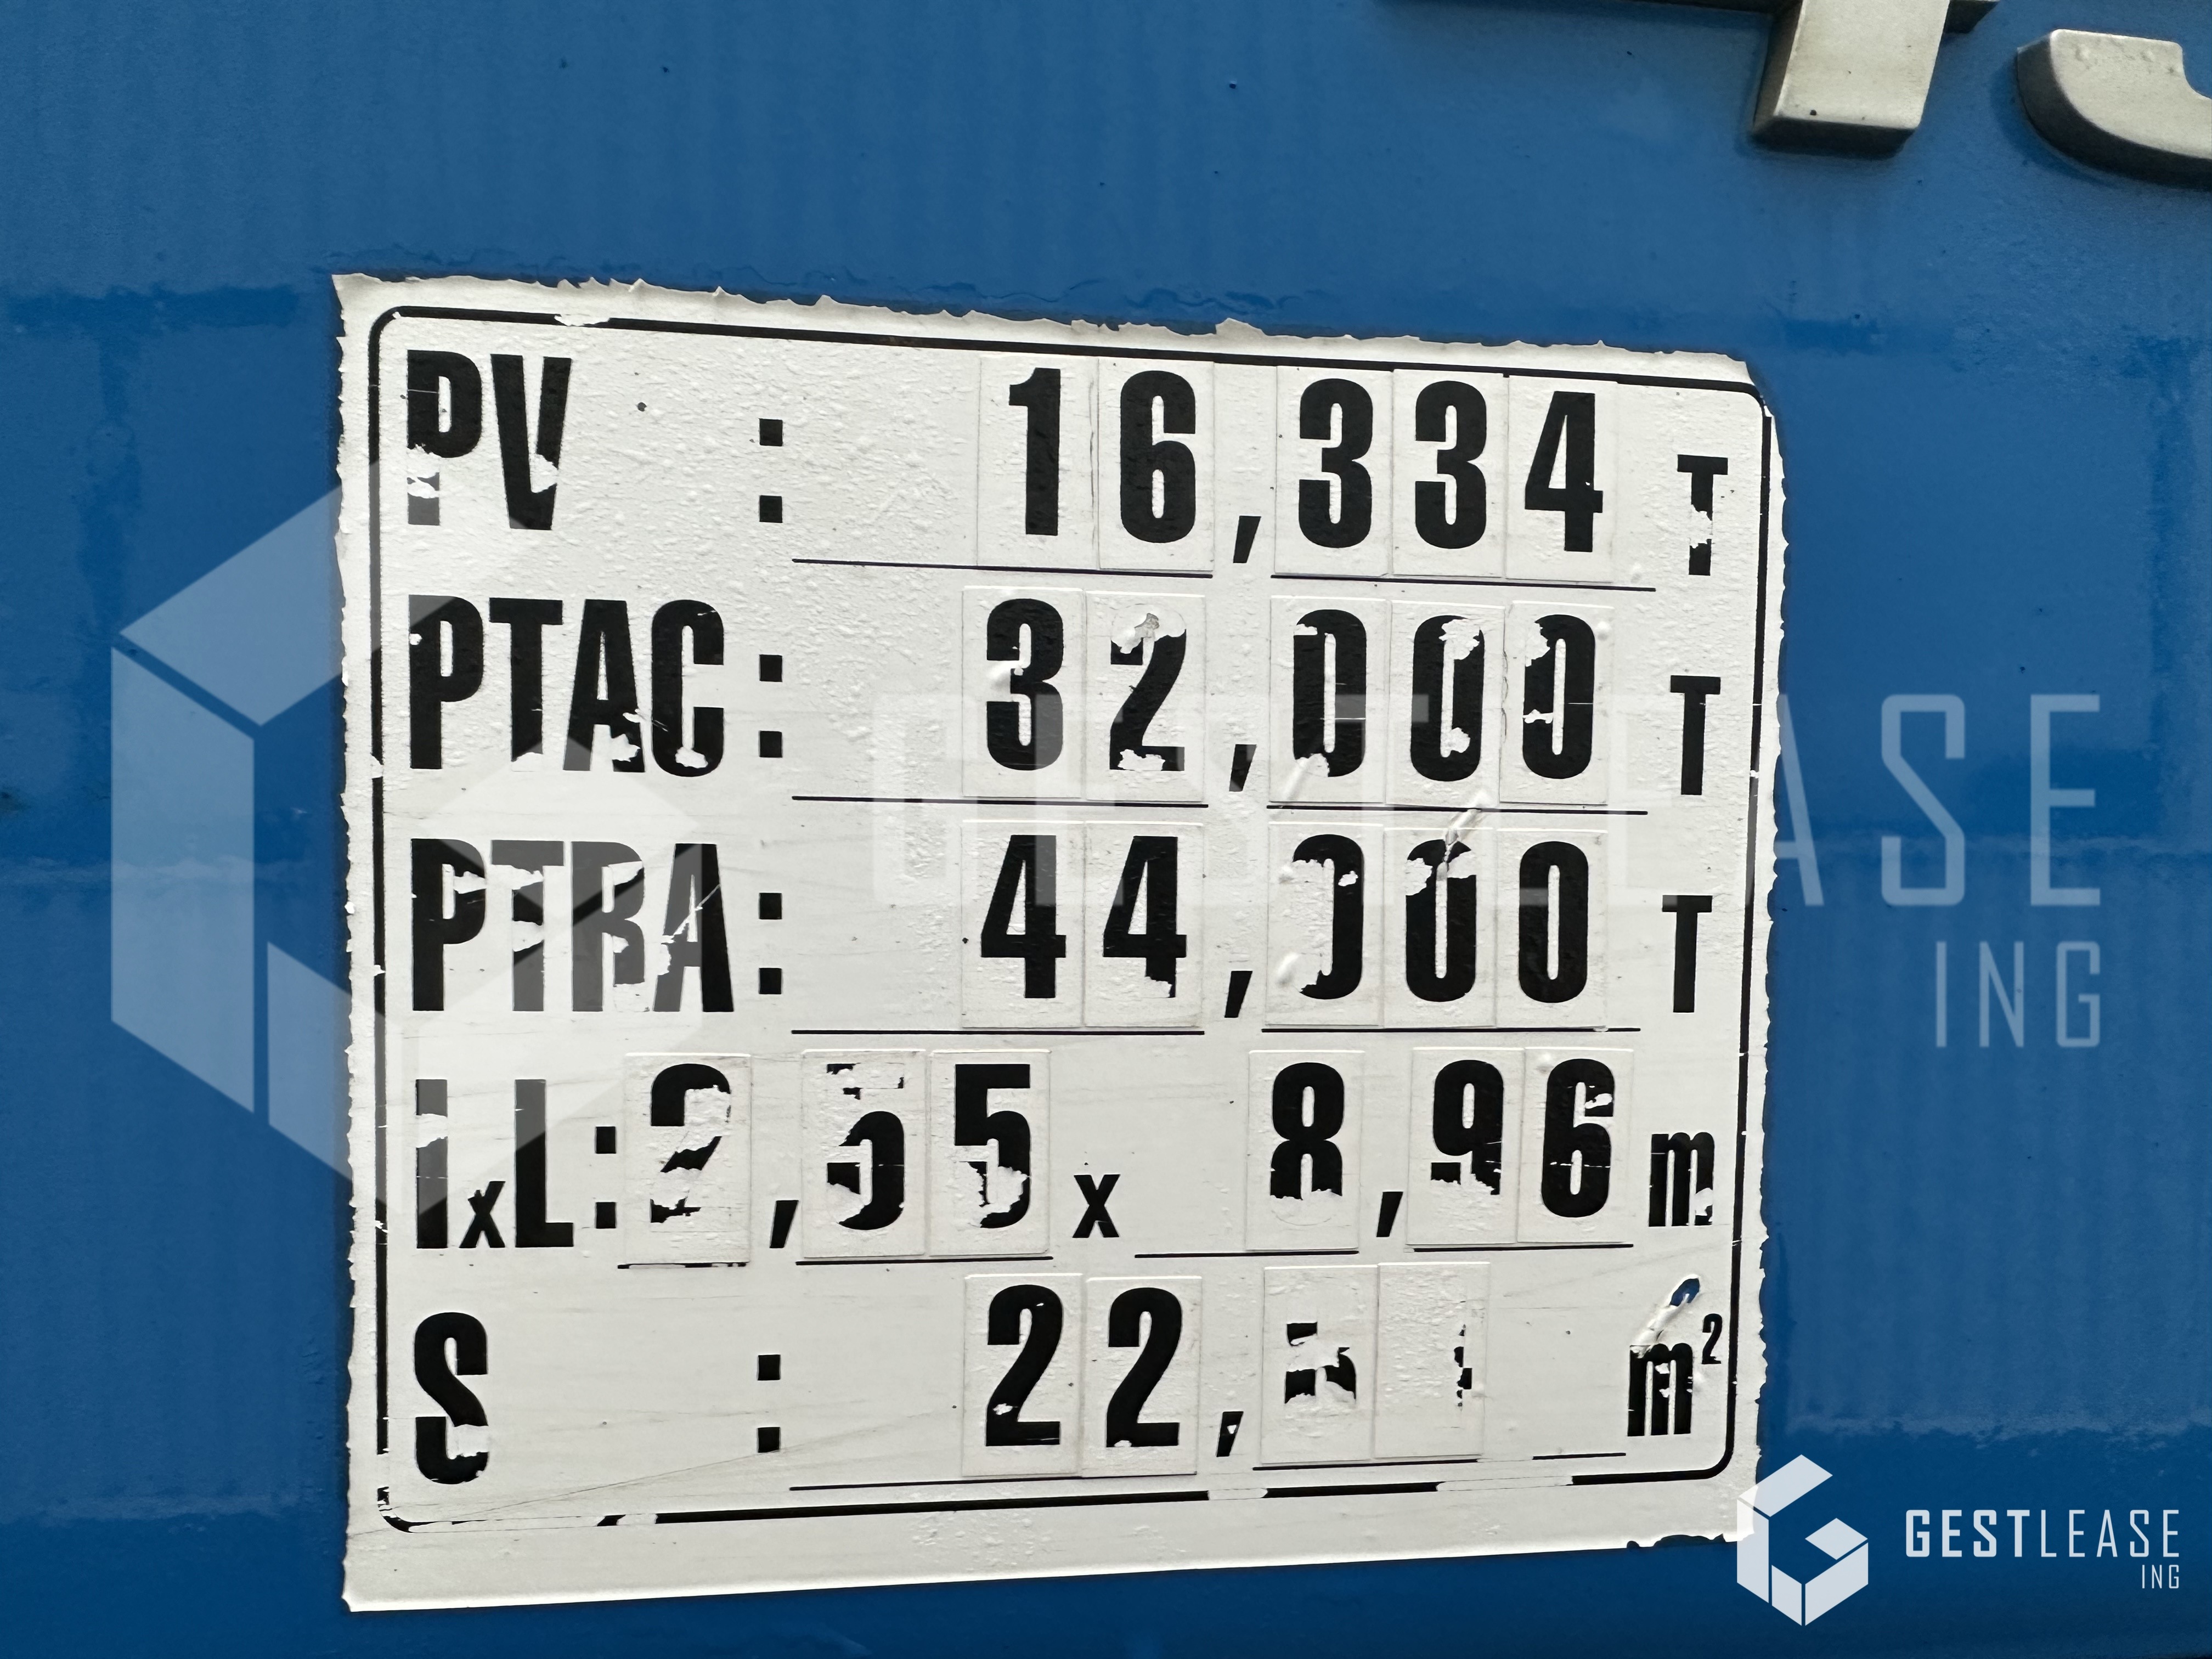 PV : 16,334 T
PTAC : 32,000 T
PTRA : 44,000 T
lxL: 2,55 x 8,96 m
S : 22, m²
GESTLEASE
ING
GESTLEASE
ING